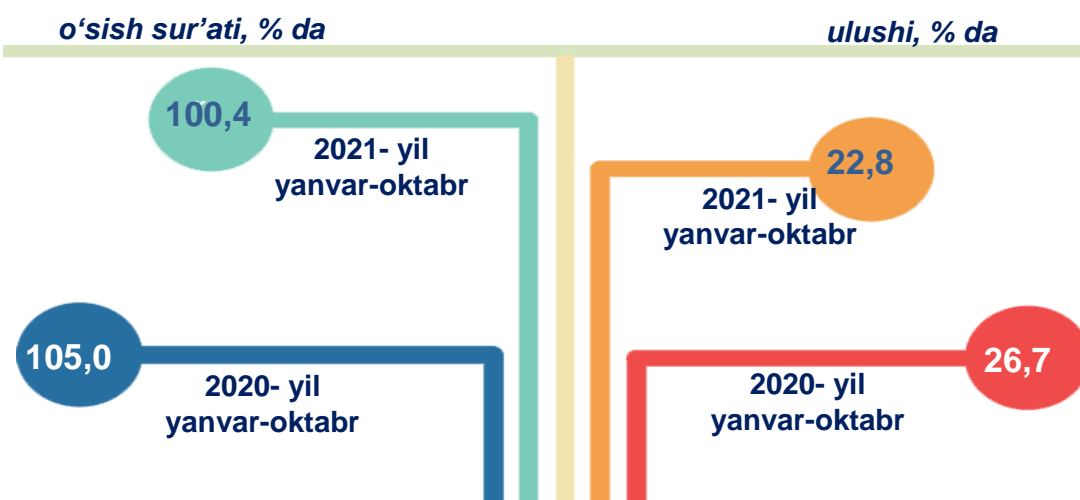 o‘sish sur’ati, % da
ulushi, % da
100,4
2021- yil
yanvar-oktabr
22,8
2021- yil
yanvar-oktabr
105,0
2020- yil
yanvar-oktabr
26,7
2020- yil
yanvar-oktabr